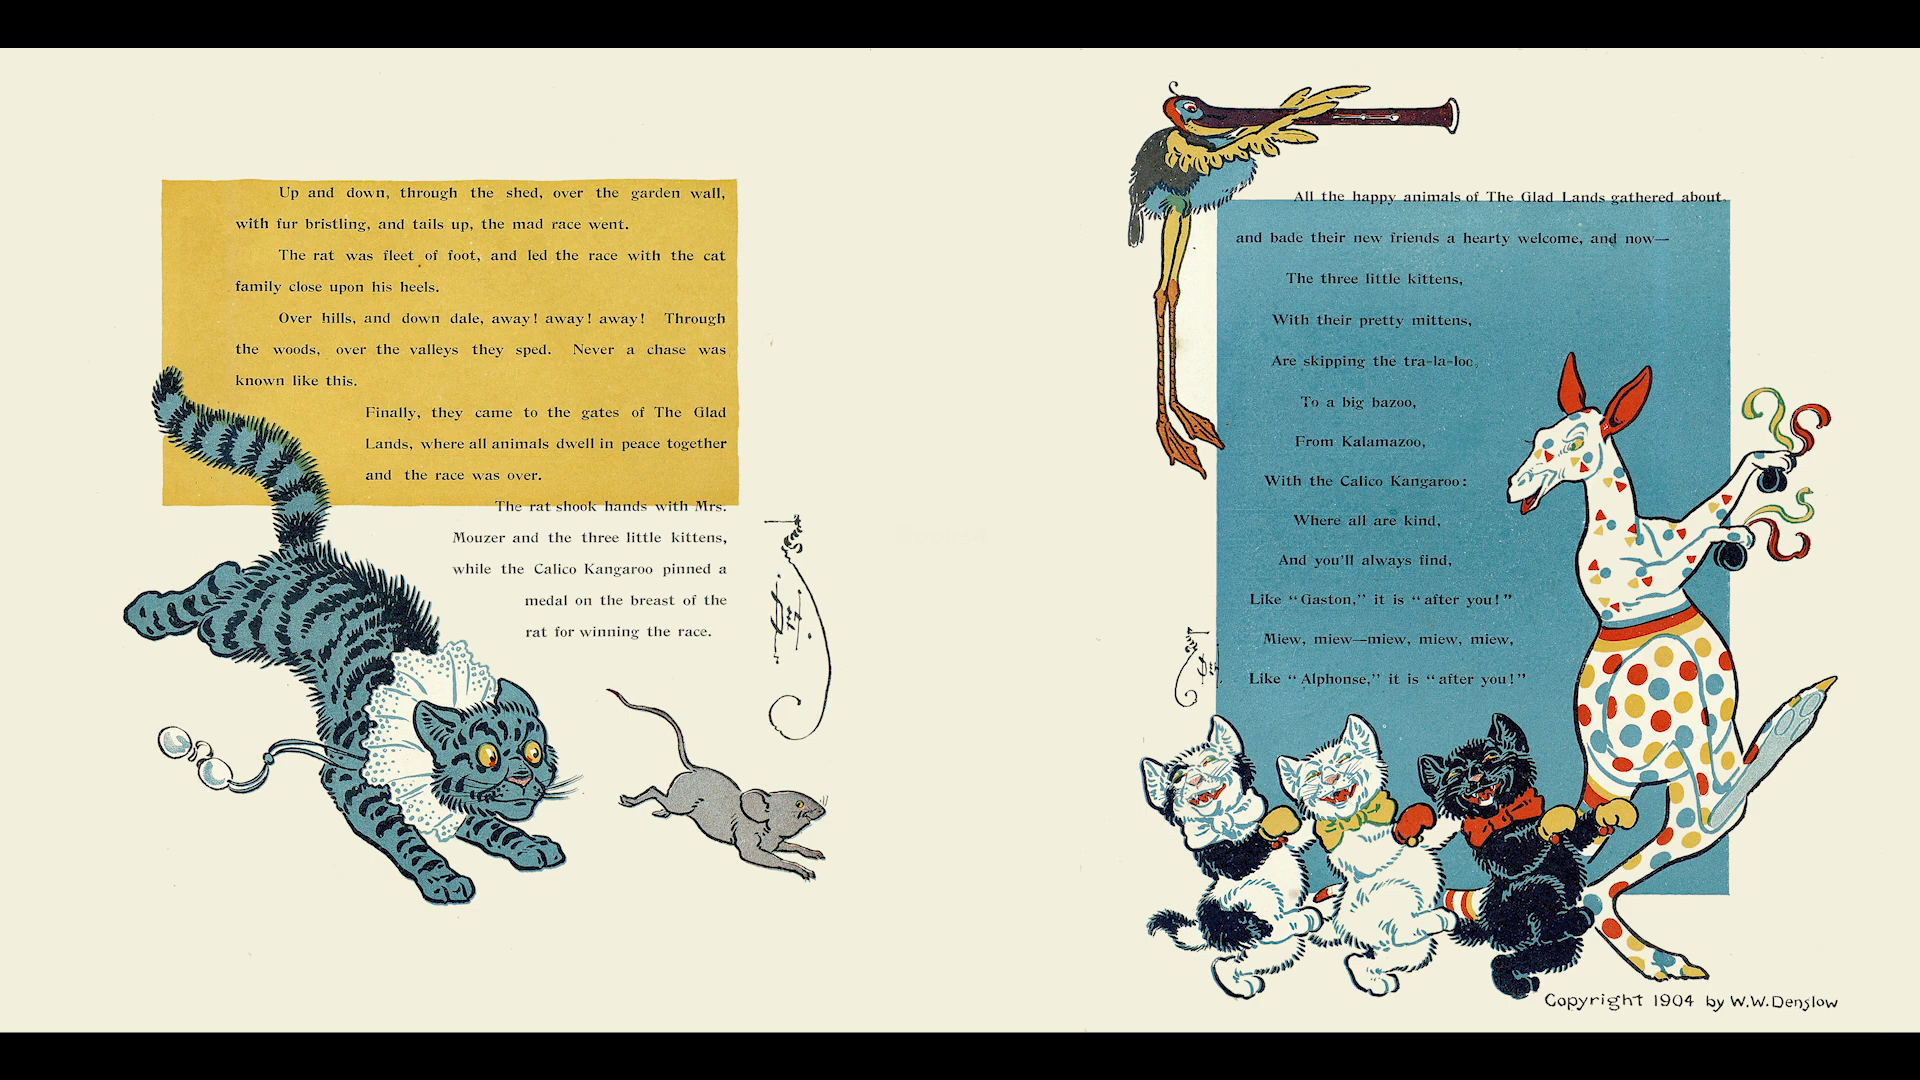 Up and down, through the shed, over the garden wall,
with fur bristling, and tails up, the mad race went.
The rat was fleet of foot, and led the race with the cat
family close upon his heels.
Over hills, and down dale, away! away! away! Through
the woods, over the valleys they sped. Never a chase was
known like this.
Finally, they came to the gates of The Glad
Lands, where all animals dwell in peace together
and the race was over.
The rat shook hands with Mrs.
Mouzer and the three little kittens,
while the Calico Kangaroo pinned a
medal on the breast of the
rat for winning the race.
All the happy animals of The Glad Lands gathered about,
and bade their new friends a hearty welcome, and now—
The three little kittens,
With their pretty mittens,
Are skipping the tra-la-loo,
To a big bazoo,
From Kalamazoo,
With the Calico Kangaroo:
Where all are kind,
And you'll always find,
Like "Gaston," it is "after you!"
Miew, miew—miew, miew, miew,
Like "Alphonse," it is "after you!"
Copyright 1904 by W.W. Denslow